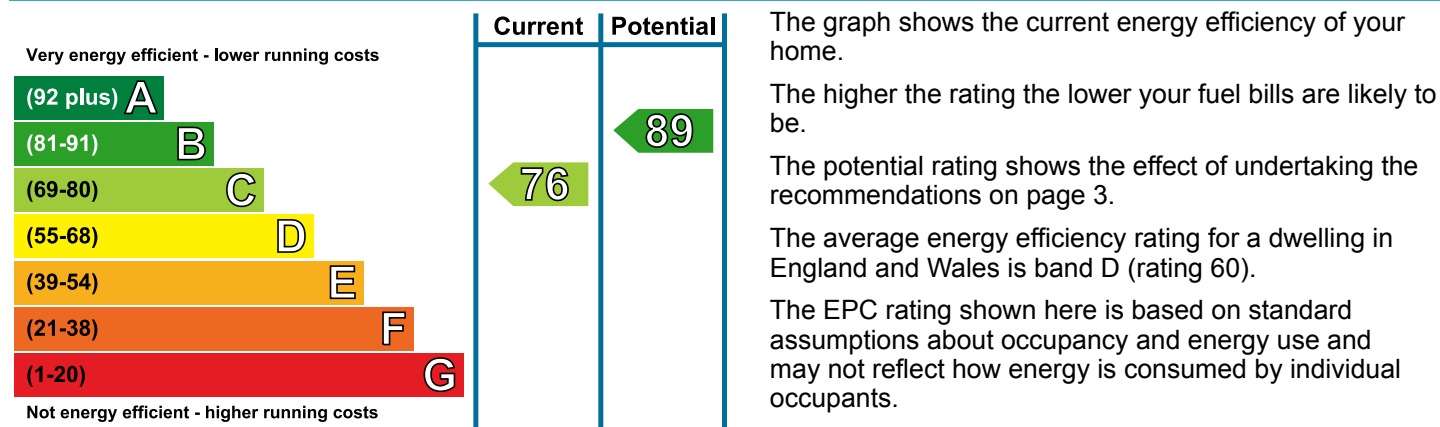 Current Potential
Very energy efficient - lower running costs
(92 plus) A
(81-91) B
(69-80) C
(55-68) D
(39-54) E
(21-38) F
(1-20) G
Not energy efficient - higher running costs
76
89
The graph shows the current energy efficiency of your
home.
The higher the rating the lower your fuel bills are likely to
be.
The potential rating shows the effect of undertaking the
recommendations on page 3.
The average energy efficiency rating for a dwelling in
England and Wales is band D (rating 60).
The EPC rating shown here is based on standard
assumptions about occupancy and energy use and
may not reflect how energy is consumed by individual
occupants.